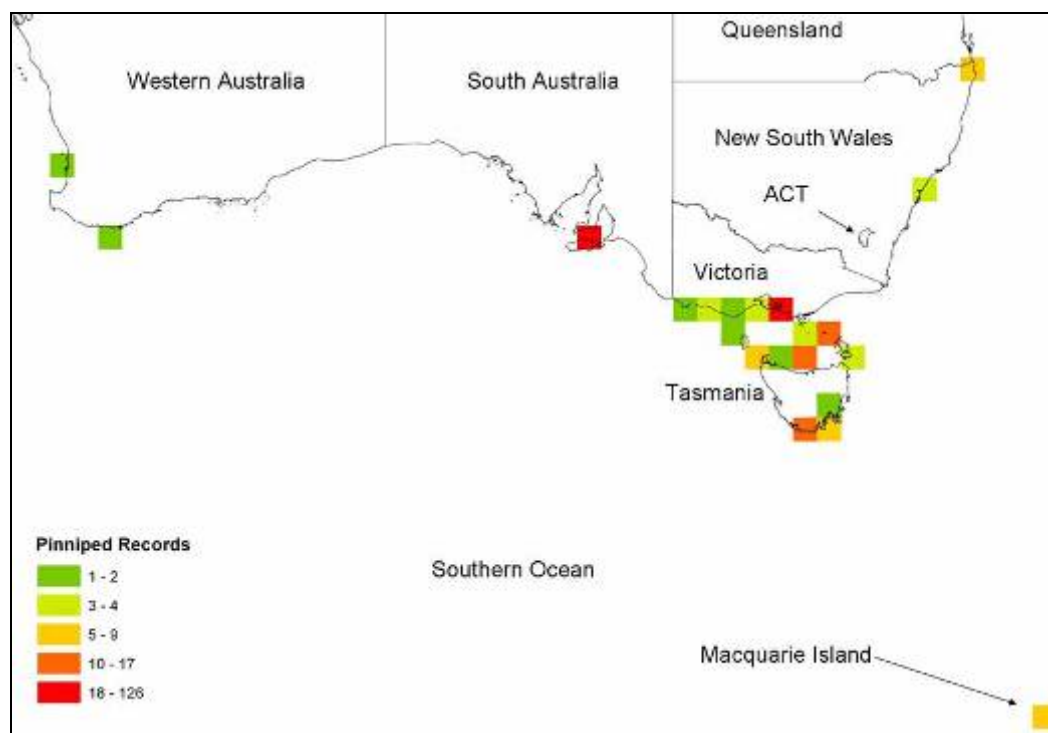 Queensland
Western Australia
South Australia
New South Wales
ACT
Victoria
Tasmania
Pinniped Records
1 - 2
3 - 4
5 - 9
10 - 17
18 - 126
Southern Ocean
Macquarie Island